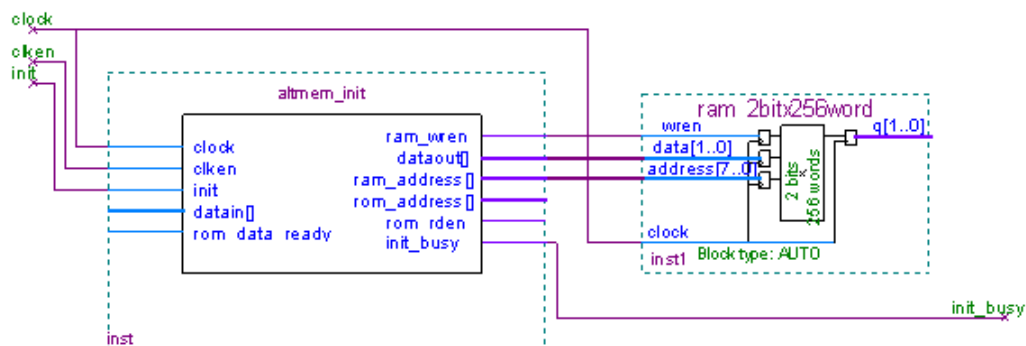 clock
clken
init
altmem_init
clock
clken
init
datain[]
rom_data_ready
ram_wren
dataout[]
ram_address[]
rom_address[]
rom_rden
init_busy
inst
ram_2bitx256word
wren
data[1..0]
address[7..0]
clock
2 bits
x
256 words
q[1..0]
inst1
Block type: AUTO
init_busy